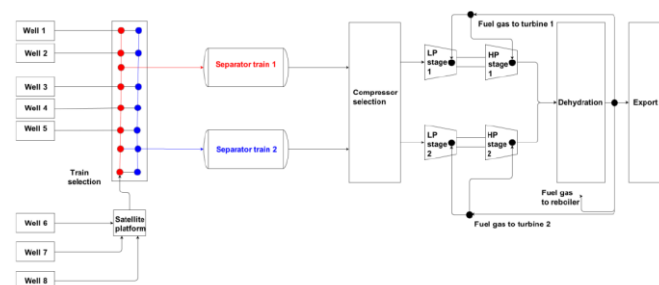 Well 1
Well 2
Well 3
Well 4
Well 5
Train
selection
Well 6
Well 7
Well 8
Satellite
platform
Separator train 1
Separator train 2
Compressor
selection
LP
stage
1
HP
stage
1
LP
stage
2
HP
stage
2
Fuel gas to turbine 1
Fuel gas to turbine 2
Dehydration
Fuel gas
to reboiler
Export